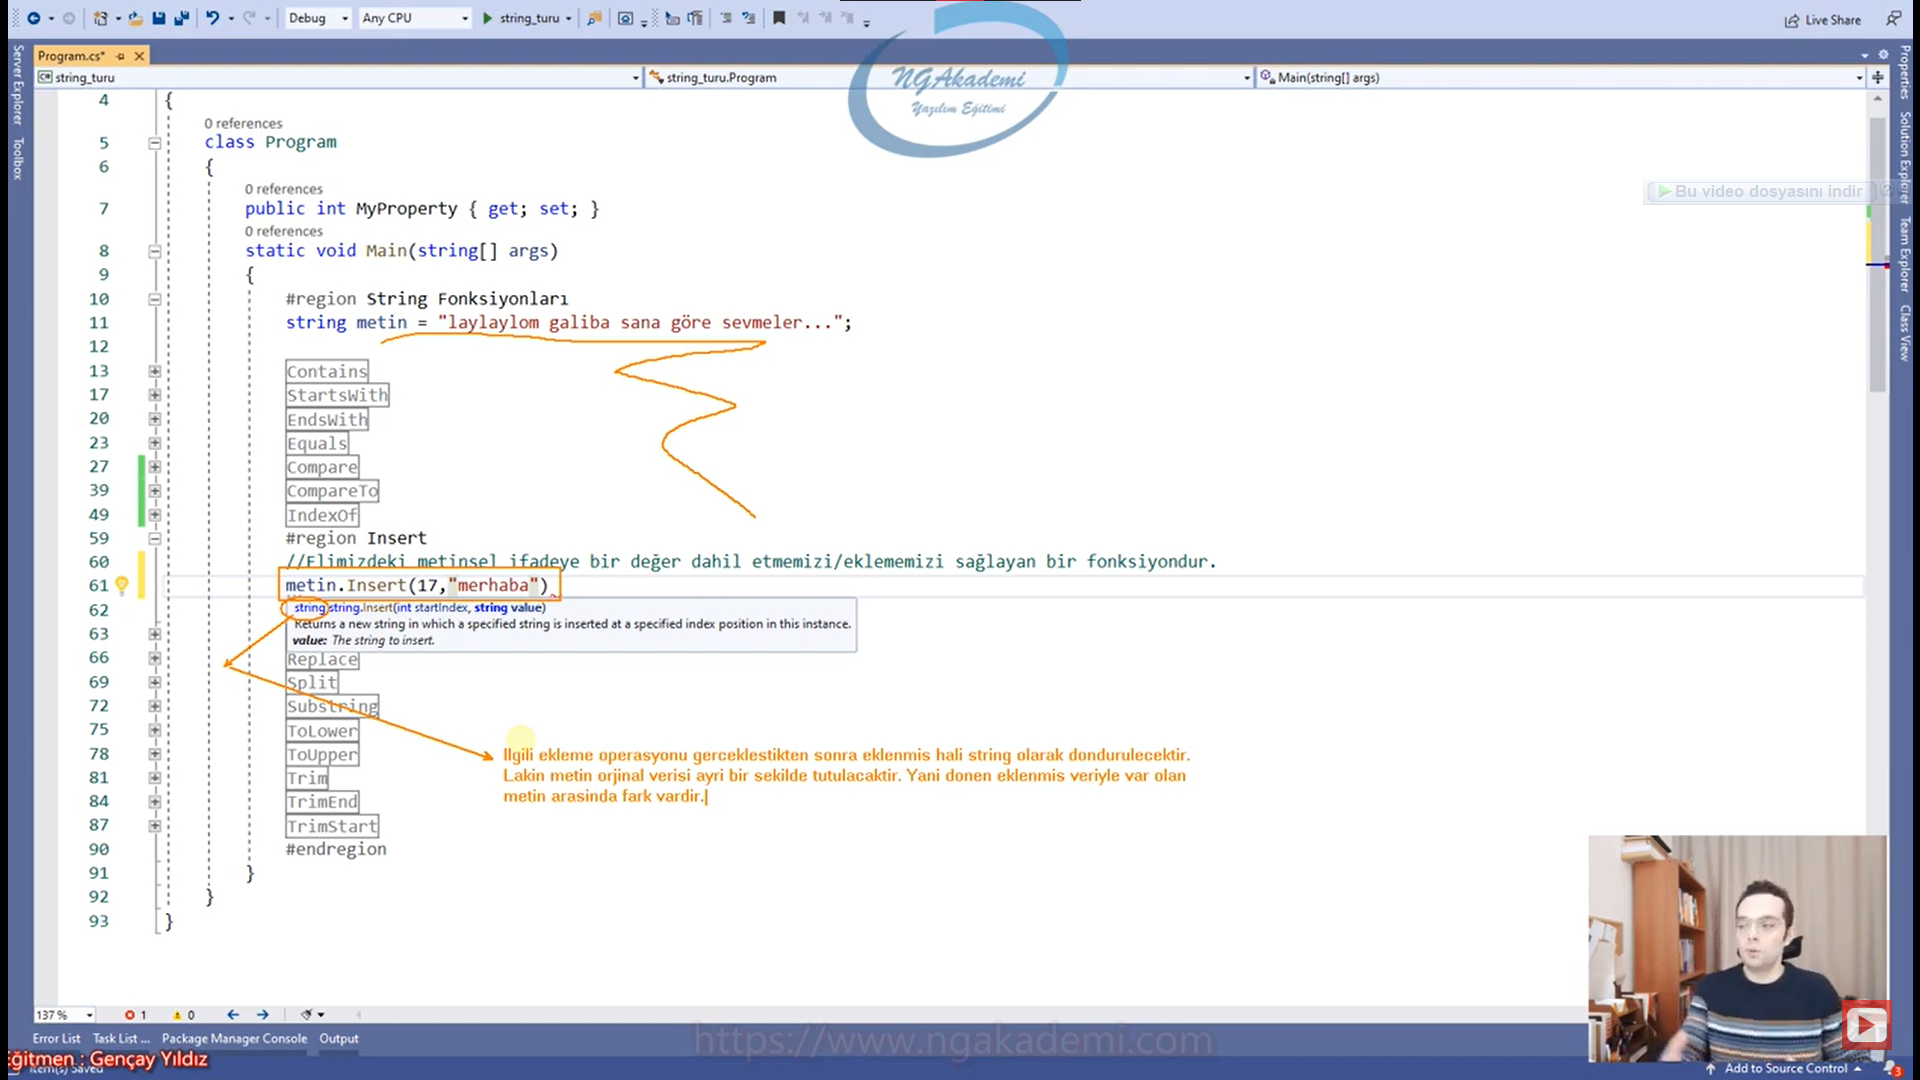 Debug
Any CPU
string_turu
Live Share
Program.cs*
string_turu
string_turu.Program
Main(string[] args)
NGAkademi
Yazılım Eğitimi
Server Explorer
Toolbox
Properties
Solution Explorer
Team Explorer
Class View
Bu video dosyasını indir
4 {
0 references
5 class Program
6 {
0 references
7 public int MyProperty { get; set; }
0 references
8 static void Main(string[] args)
9 {
10 #region String Fonksiyonları
11 string metin = "laylaylom galiba sana göre sevmeler...";
12
13 Contains
17 StartsWith
20 EndsWith
23 Equals
27 Compare
39 CompareTo
49 IndexOf
59 #region Insert
60 //Elimizdeki metinsel ifadeye bir değer dahil etmemizi/eklememizi sağlayan bir fonksiyondur.
61 metin.Insert(17,"merhaba")
62 string string.Insert(int startIndex, string value)
Returns a new string in which a specified string is inserted at a specified index position in this instance.
63 value: The string to insert.
66 Replace
69 Split
72 Substring
75 ToLower
78 ToUpper
81 Trim
84 TrimEnd
87 TrimStart
90 #endregion
91 }
92 }
93 }
Ilgili ekleme operasyonu gerceklestikten sonra eklenmis hali string olarak dondurulecektir.
Lakin metin orjinal verisi ayri bir sekilde tutulacaktir. Yani donen eklenmis veriyle var olan
metin arasinda fark vardir.
137 %
1
0
Error List
Task List ...
Package Manager Console
Output
https://www.ngakademi.com
Eğitmen : Gençay Yıldız
Item(s) Saved
Add to Source Control
3